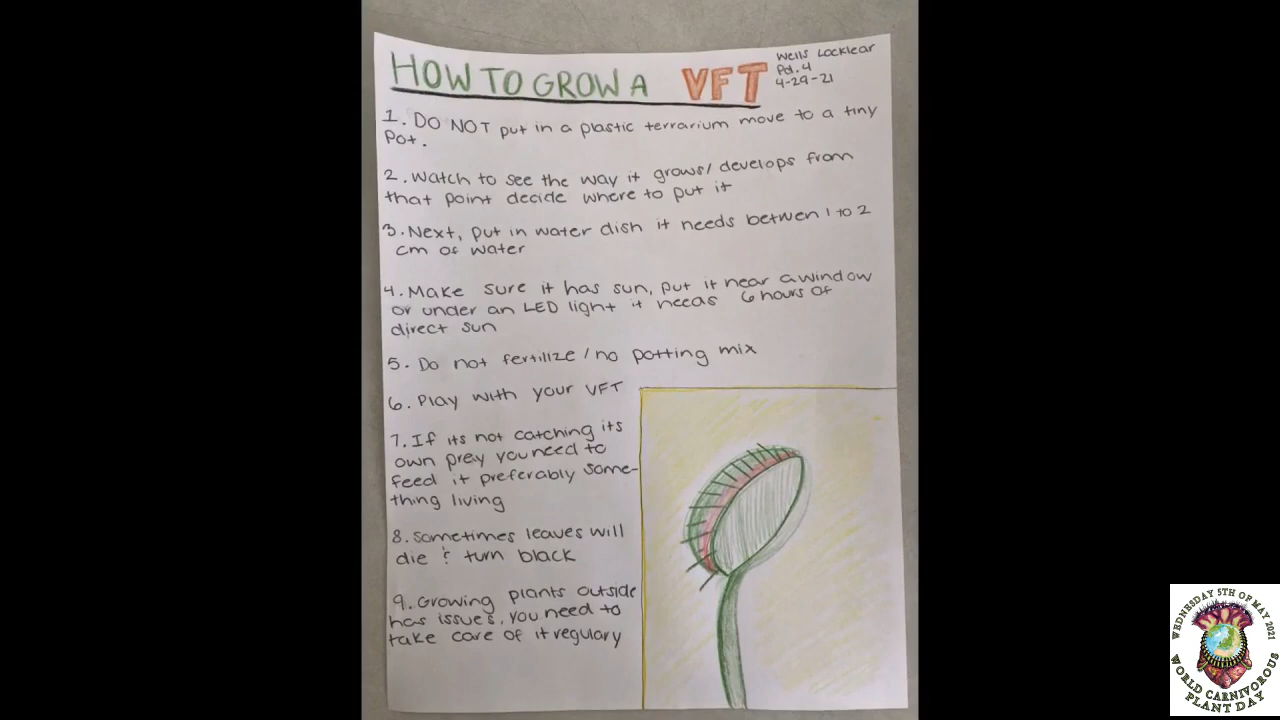 HOW TO GROW A VFT
Wells Locklear
Pd. 4
4-29-21
1. DO NOT put in a plastic terrarium move to a tiny
Pot.
2. Watch to see the way it grows/develops from
that point decide where to put it
3. Next, put in water dish it needs betwen 1 to 2
cm of water
4. Make sure it has sun, put it near a window
or under an LED light it needs 6 hours of
direct sun
5. Do not fertilize/no potting mix
6. Play with your VFT
7. If its not catching its
own prey you need to
feed it preferably some-
thing living
8. Sometimes leaves will
die & turn black
9. Growing plants outside
has issues, you need to
take care of it regulary
WEDNESDAY 5TH OF MAY 2021
WORLD CARNIVOROUS
PLANT DAY